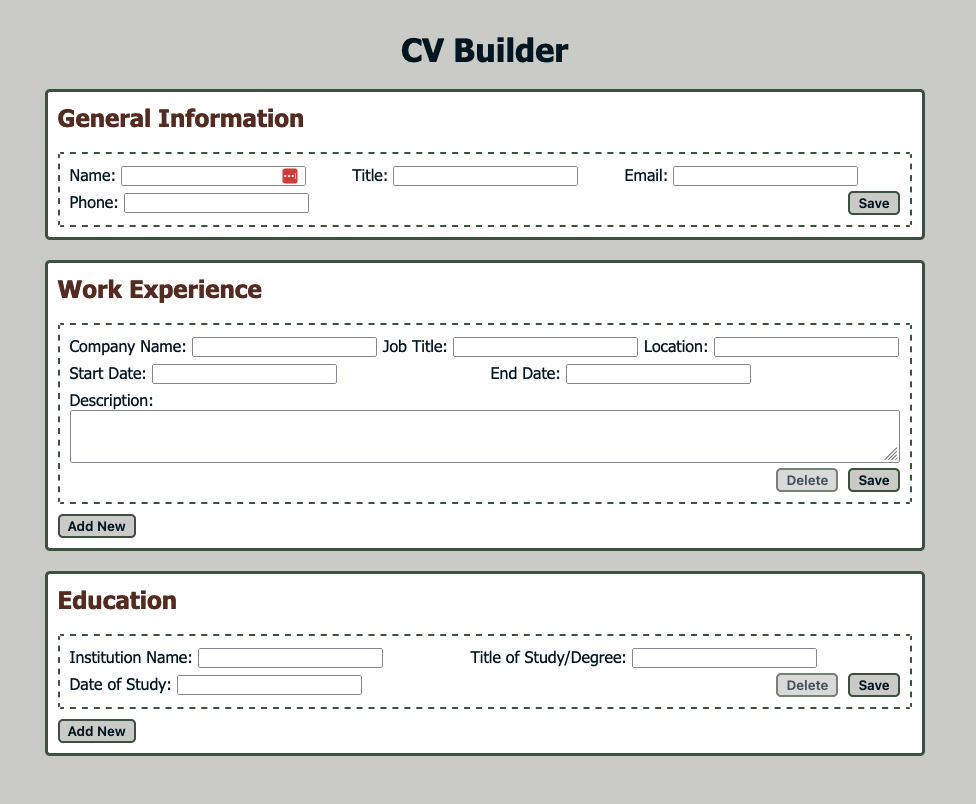 CV Builder
General Information
Name: Title: Email:
Phone: Save
Work Experience
Company Name: Job Title: Location:
Start Date: End Date:
Description:
Delete Save
Add New
Education
Institution Name: Title of Study/Degree:
Date of Study: Delete Save
Add New